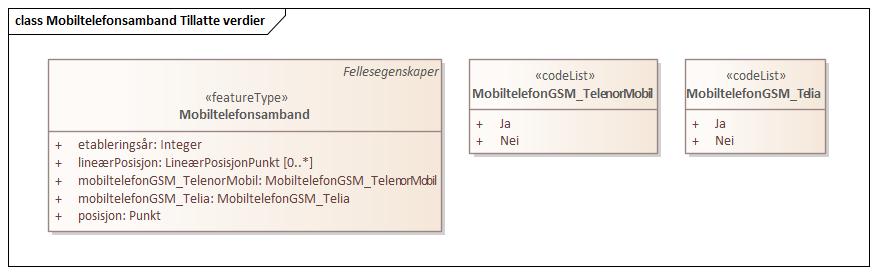 class Mobiltelefonsamband Tillatte verdier
Fellesegenskaper
«featureType»
Mobiltelefonsamband
+ etableringsår: Integer
+ lineærPosisjon: LineærPosisjonPunkt [0..*]
+ mobiltelefonGSM_TelenorMobil: MobiltelefonGSM_TelenorMobil
+ mobiltelefonGSM_Telia: MobiltelefonGSM_Telia
+ posisjon: Punkt
«codeList»
MobiltelefonGSM_TelenorMobil
+ Ja
+ Nei
«codeList»
MobiltelefonGSM_Telia
+ Ja
+ Nei